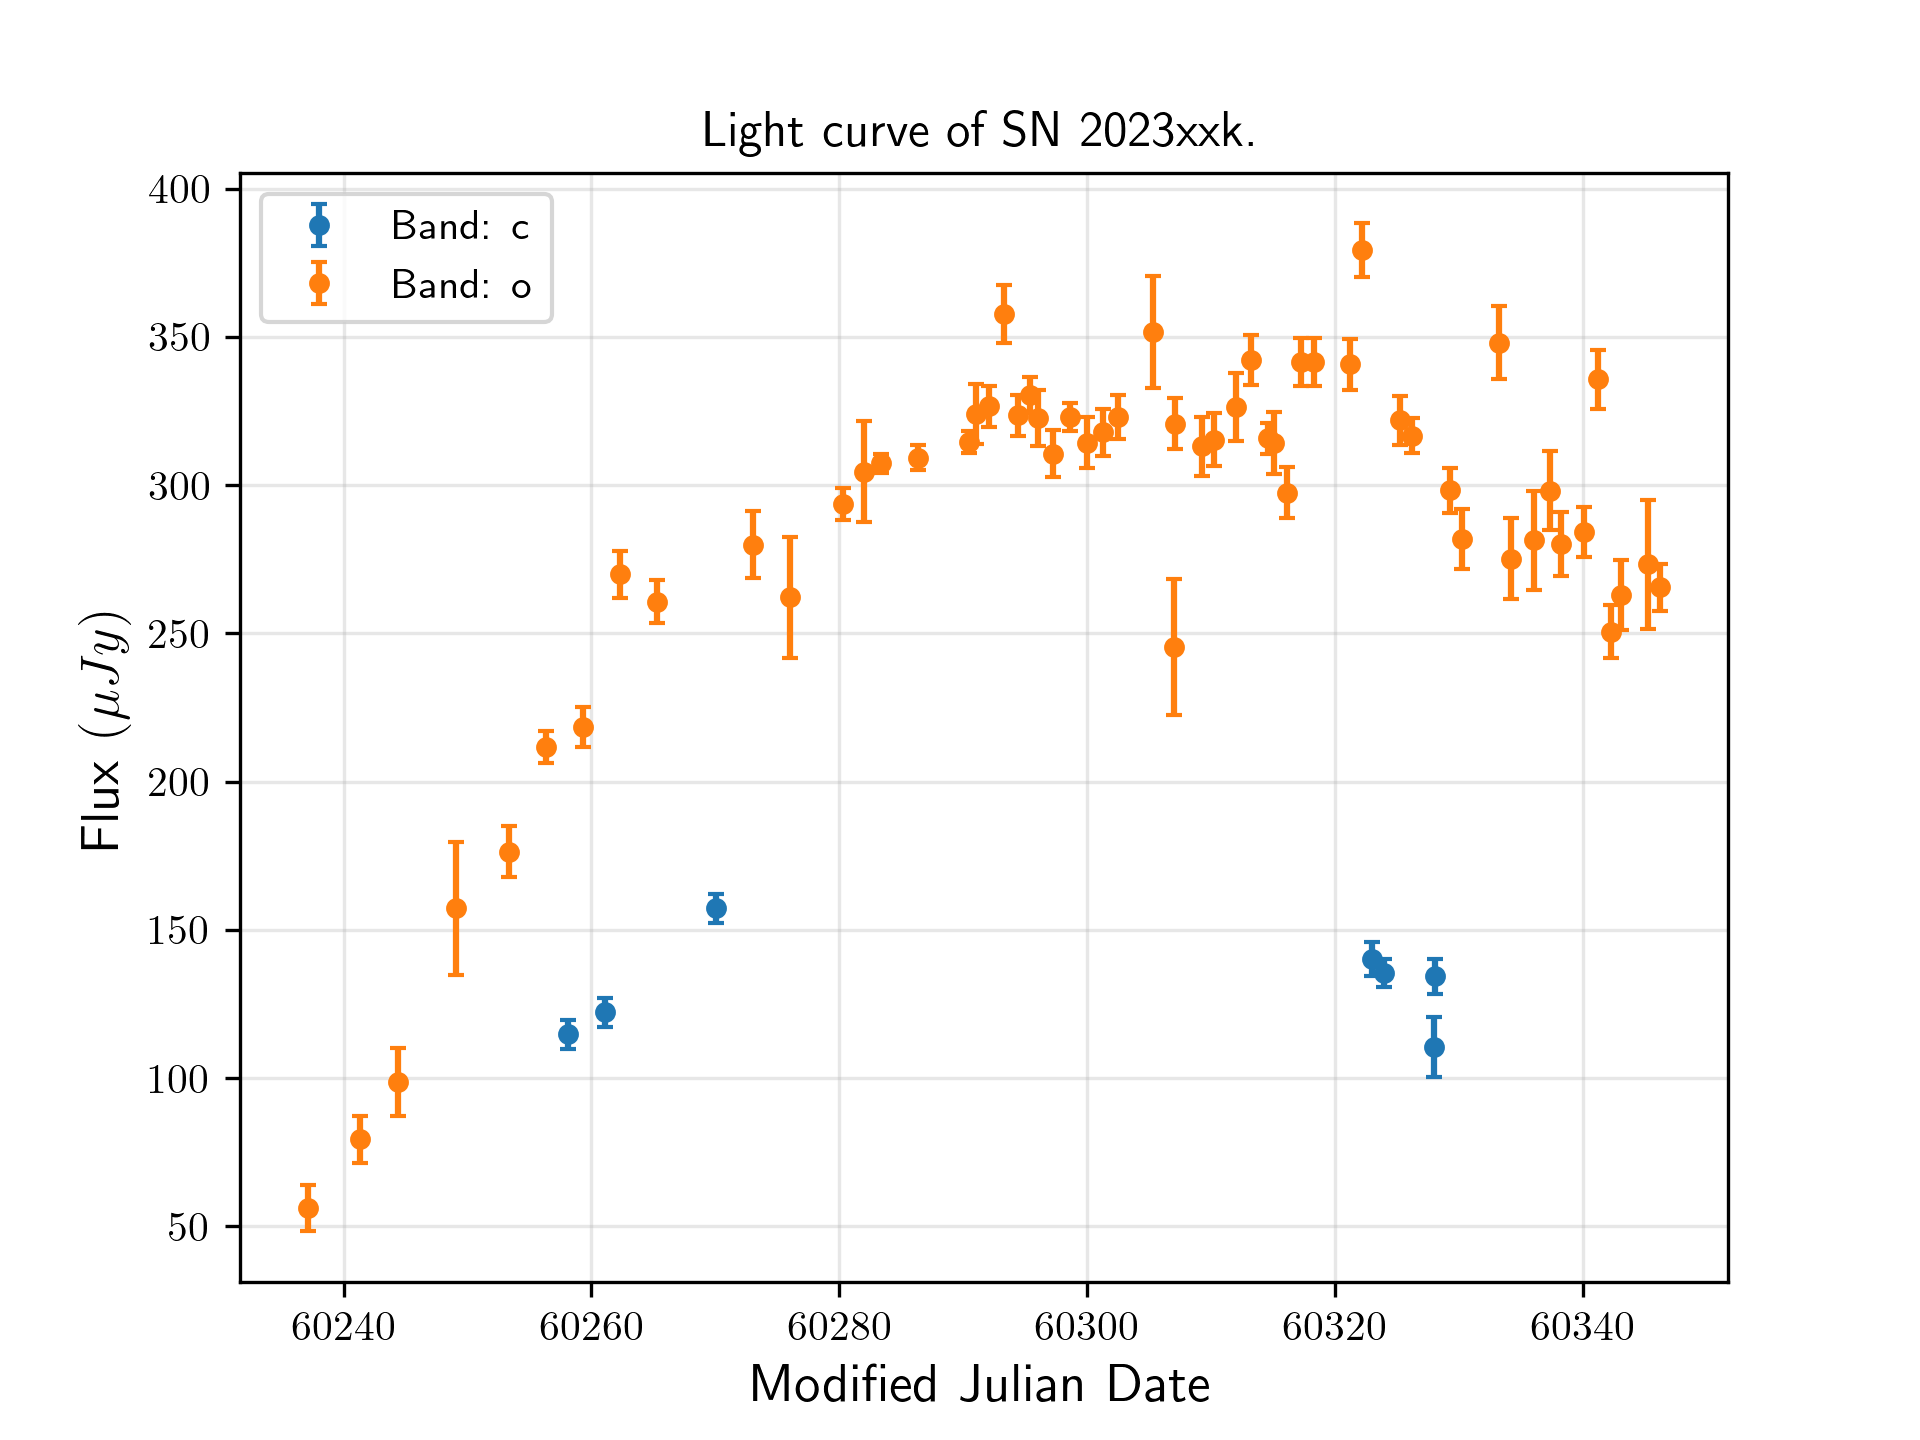 Light curve of SN 2023xxk.
400
350
300
250
200
150
100
50
Band: c
Band: o
Flux (μJy)
60240 60260 60280 60300 60320 60340
Modified Julian Date